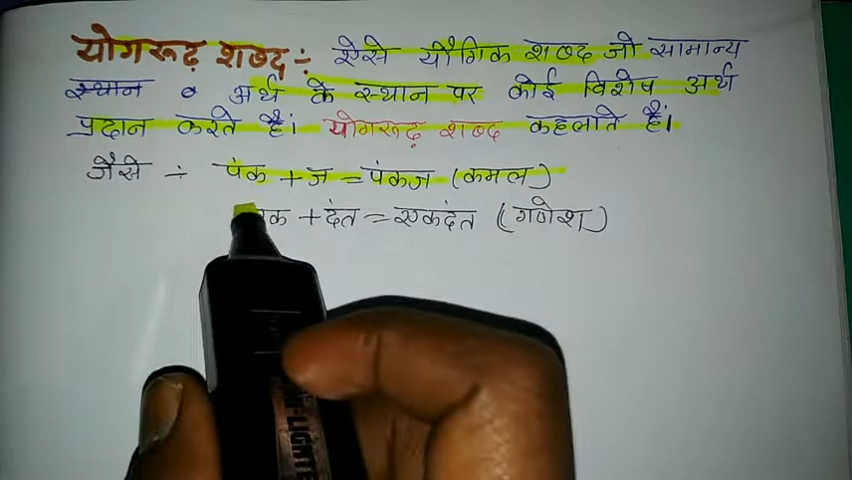 योगरूढ़ शब्द ÷ ऐसे यौगिक शब्द जो सामान्य
स्थान व अर्थ के स्थान पर कोई विशेष अर्थ
प्रदान करते हैं। योगरूढ़ शब्द कहलाते हैं।
जैसे ÷ पंक + ज = पंकज (कमल)
+ दंत = एकदंत (गणेश)